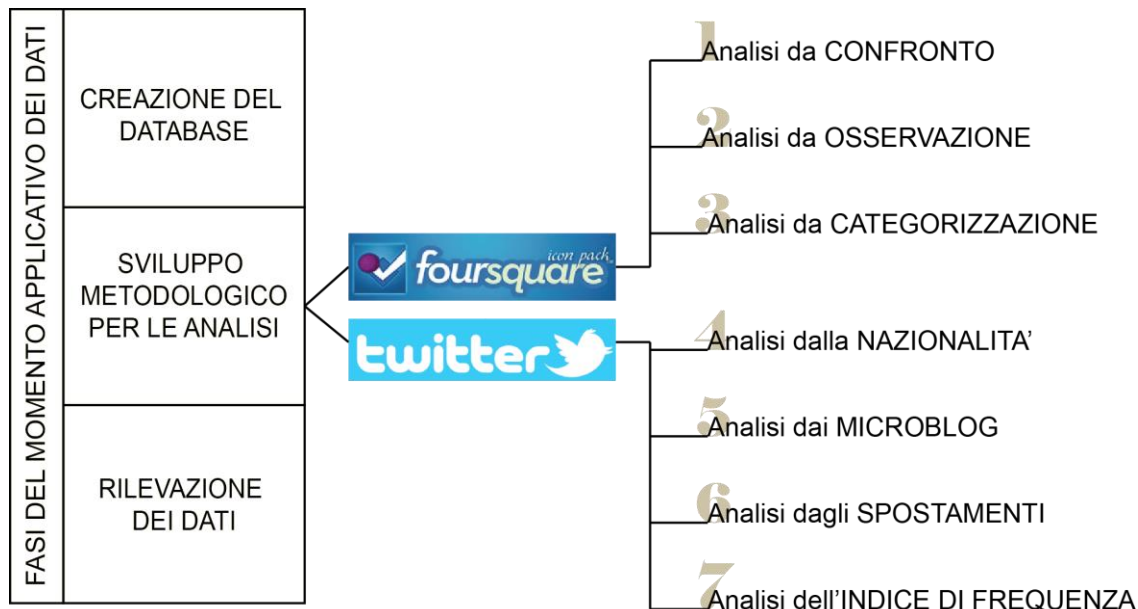 FASI DEL MOMENTO APPLICATIVO DEI DATI
CREAZIONE DEL
DATABASE
SVILUPPO
METODOLOGICO
PER LE ANALISI
RILEVAZIONE
DEI DATI
icon pack
foursquare
twitter
1
Analisi da CONFRONTO
2
Analisi da OSSERVAZIONE
3
Analisi da CATEGORIZZAZIONE
4
Analisi dalla NAZIONALITA’
5
Analisi dai MICROBLOG
6
Analisi dagli SPOSTAMENTI
7
Analisi dell’INDICE DI FREQUENZA